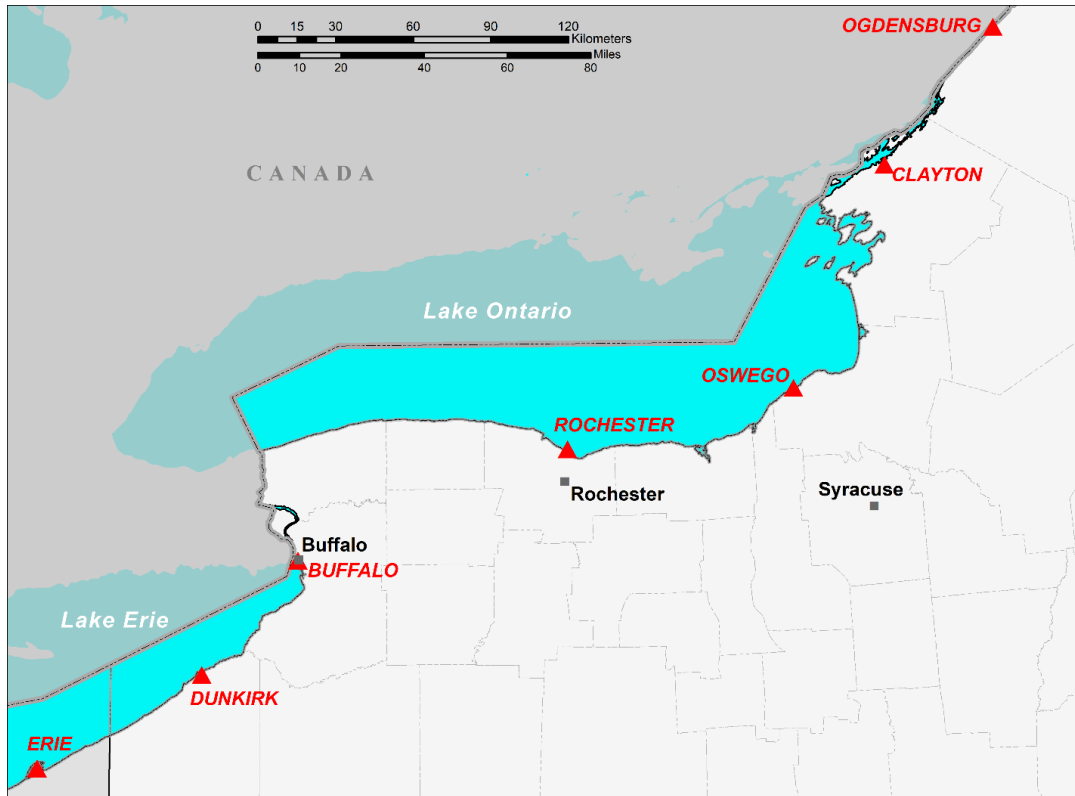 0 15 30 60 90 120
Kilometers
Miles
0 10 20 40 60 80
OGDENSBURG
CANADA
CLAYTON
Lake Ontario
OSWEGO
ROCHESTER
Rochester
Syracuse
Buffalo
BUFFALO
Lake Erie
DUNKIRK
ERIE